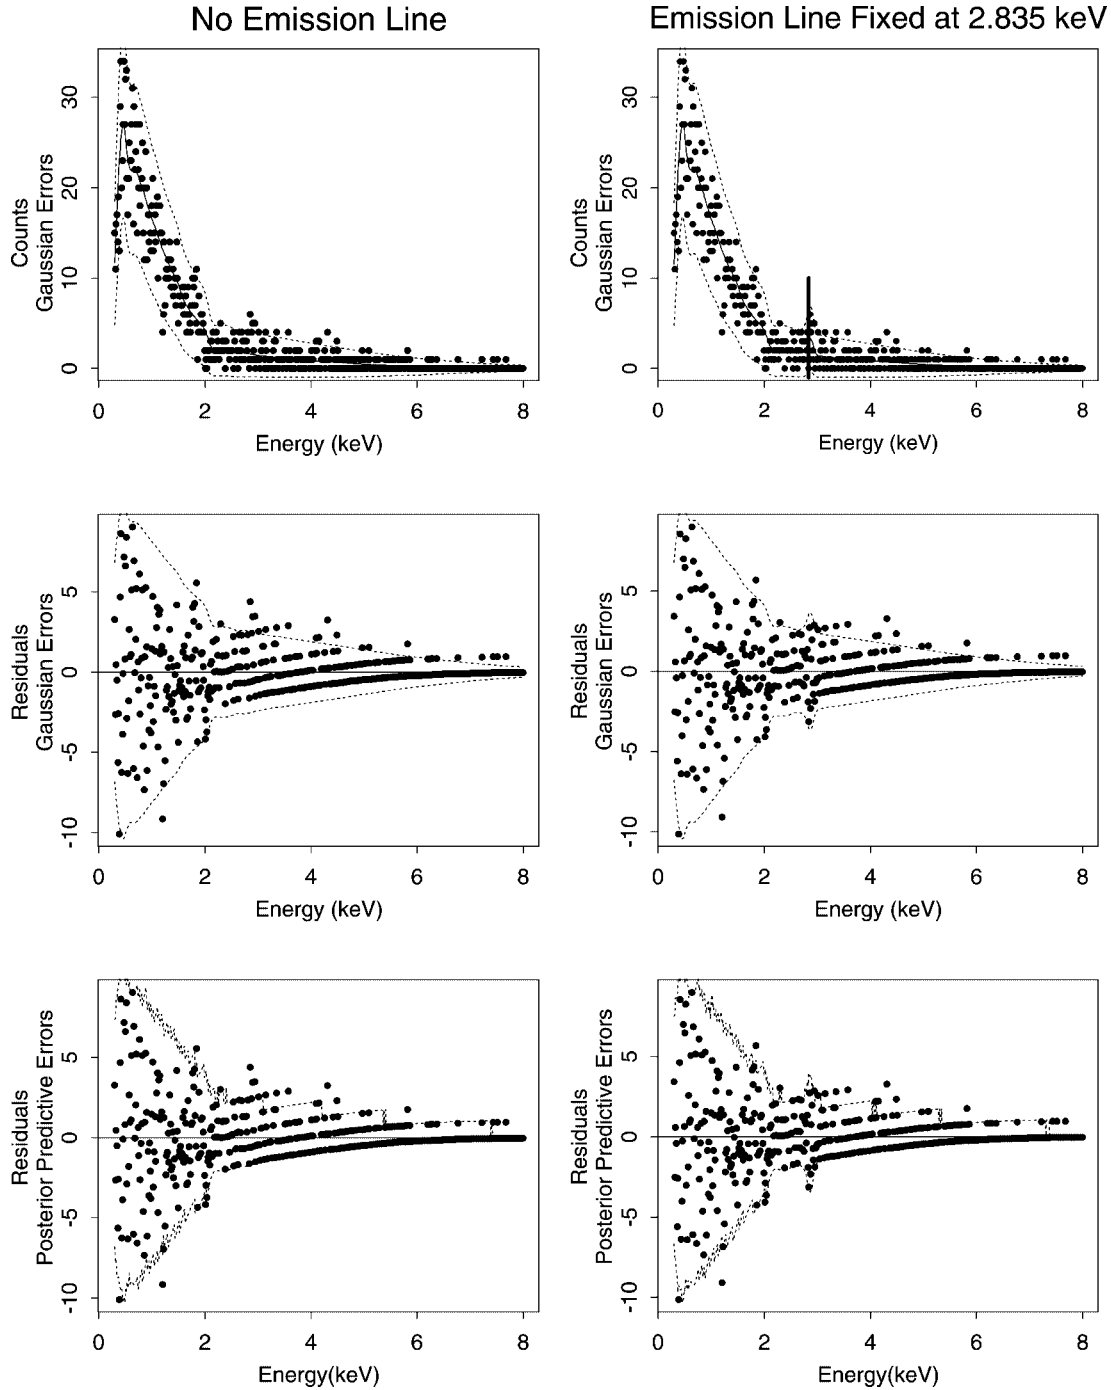 No Emission Line
Emission Line Fixed at 2.835 keV
Counts
Gaussian Errors
30
20
10
0
0 2 4 6 8
Energy (keV)
Counts
Gaussian Errors
30
20
10
0
0 2 4 6 8
Energy (keV)
Residuals
Gaussian Errors
5
0
-5
-10
0 2 4 6 8
Energy (keV)
Residuals
Gaussian Errors
5
0
-5
-10
0 2 4 6 8
Energy (keV)
Residuals
Posterior Predictive Errors
5
0
-5
-10
0 2 4 6 8
Energy(keV)
Residuals
Posterior Predictive Errors
5
0
-5
-10
0 2 4 6 8
Energy(keV)